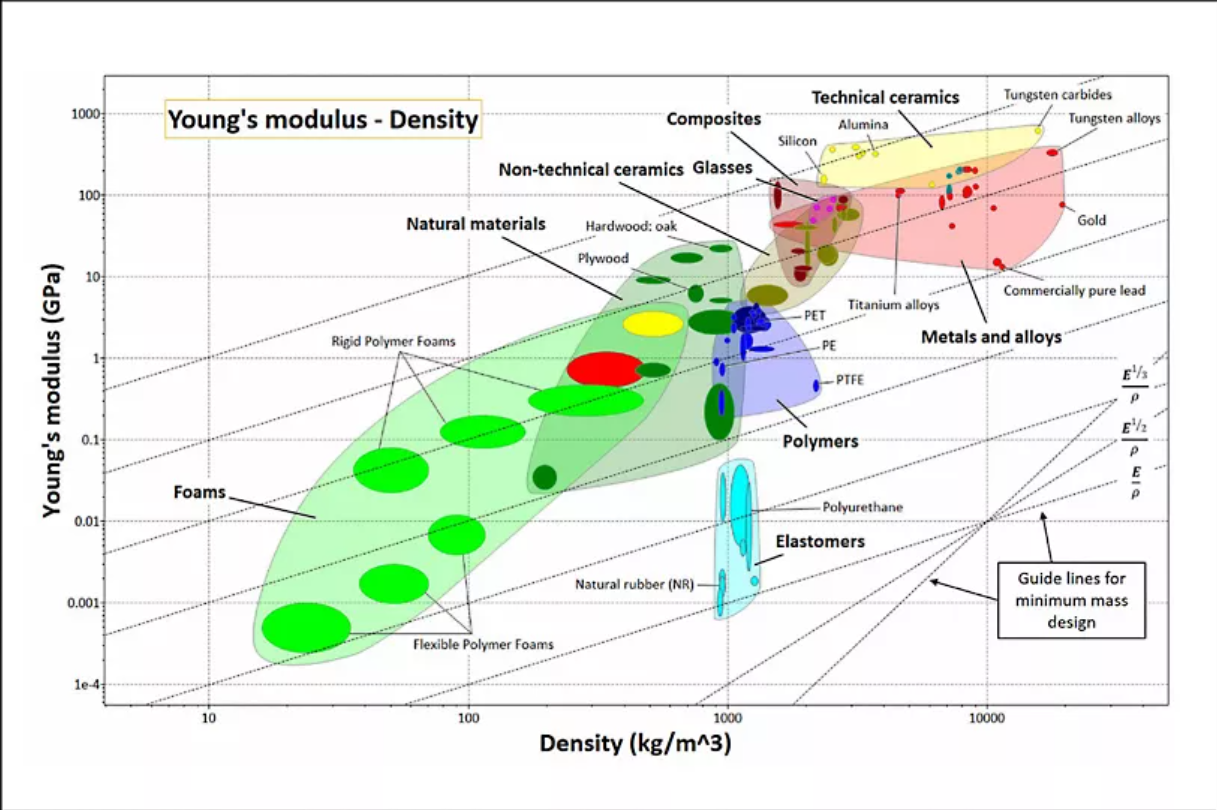 Young's modulus - Density
Technical ceramics
Tungsten carbides
Composites
Alumina
Tungsten alloys
Silicon
Non-technical ceramics
Glasses
Natural materials
Hardwood: oak
Gold
Plywood
Commercially pure lead
Titanium alloys
PET
Metals and alloys
Rigid Polymer Foams
PE
PTFE
Polymers
Foams
Polyurethane
Elastomers
Natural rubber (NR)
Flexible Polymer Foams
E^1/3
ρ
E^1/2
ρ
E
ρ
Guide lines for
minimum mass
design
Young's modulus (GPa)
1000
100
10
1
0.1
0.01
0.001
1e-4
10
100
1000
10000
Density (kg/m^3)